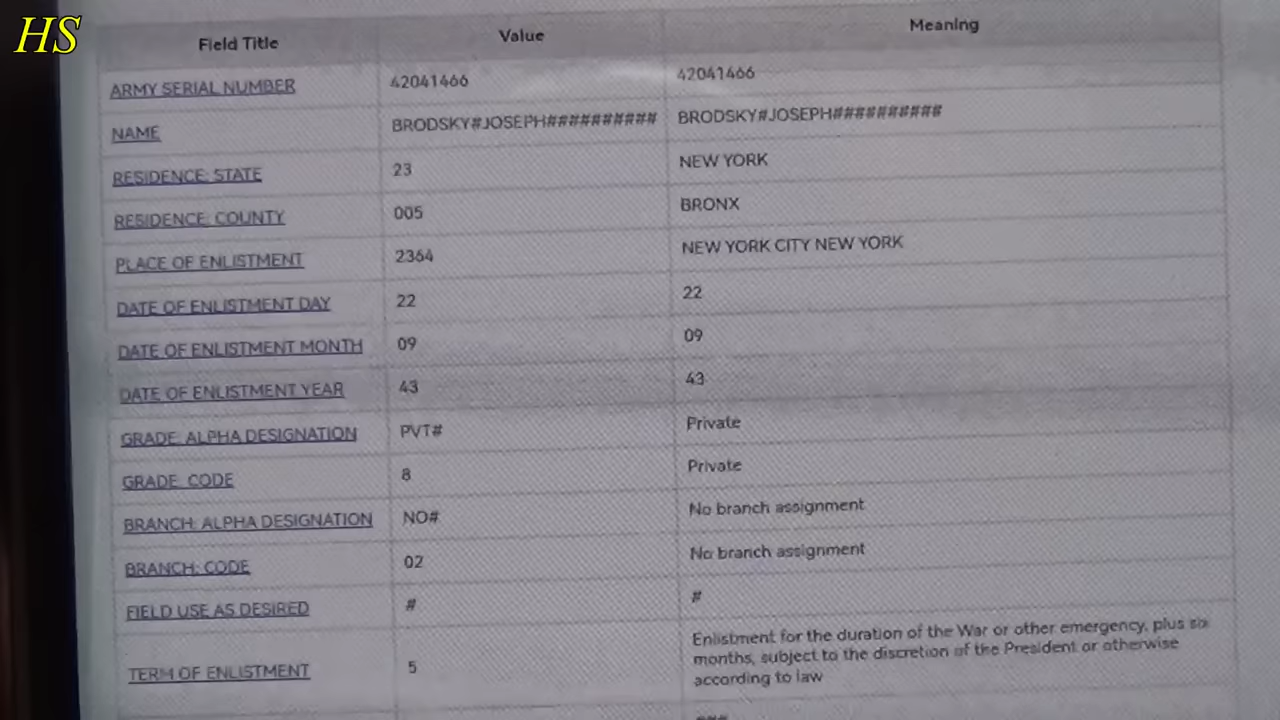 HS
Field Title Value Meaning
ARMY SERIAL NUMBER 42041466 42041466
NAME BRODSKY#JOSEPH########## BRODSKY#JOSEPH##########
RESIDENCE: STATE 23 NEW YORK
RESIDENCE: COUNTY 005 BRONX
PLACE OF ENLISTMENT 2364 NEW YORK CITY NEW YORK
DATE OF ENLISTMENT DAY 22 22
DATE OF ENLISTMENT MONTH 09 09
DATE OF ENLISTMENT YEAR 43 43
GRADE: ALPHA DESIGNATION PVT# Private
GRADE: CODE 8 Private
BRANCH: ALPHA DESIGNATION NO# No branch assignment
BRANCH: CODE 02 No branch assignment
FIELD USE AS DESIRED # #
TERM OF ENLISTMENT 5 Enlistment for the duration of the War or other emergency, plus six
months, subject to the discretion of the President or otherwise
according to law
###